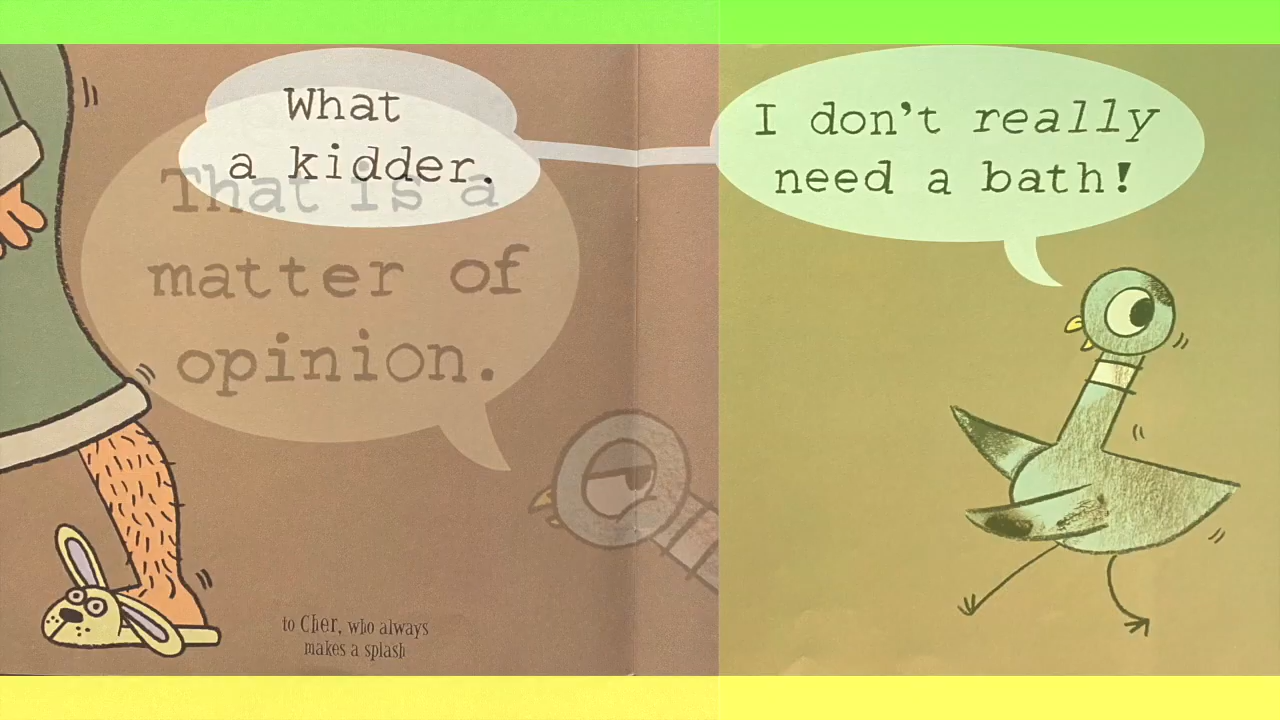 What
a kidder.
That is a
matter of
opinion.
to Cher, who always
makes a splash
I don't really
need a bath!